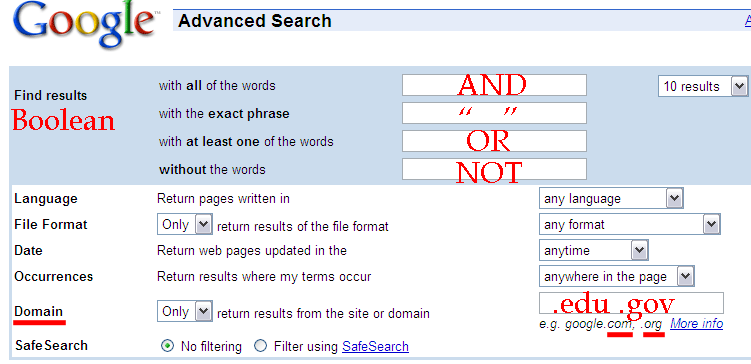 Google™ Advanced Search A
Find results
Boolean
with all of the words AND 10 results
with the exact phrase “ ”
with at least one of the words OR
without the words NOT
Language Return pages written in any language
File Format Only return results of the file format any format
Date Return web pages updated in the anytime
Occurrences Return results where my terms occur anywhere in the page
Domain Only return results from the site or domain .edu .gov
e.g. google.com, .org More info
SafeSearch No filtering Filter using SafeSearch